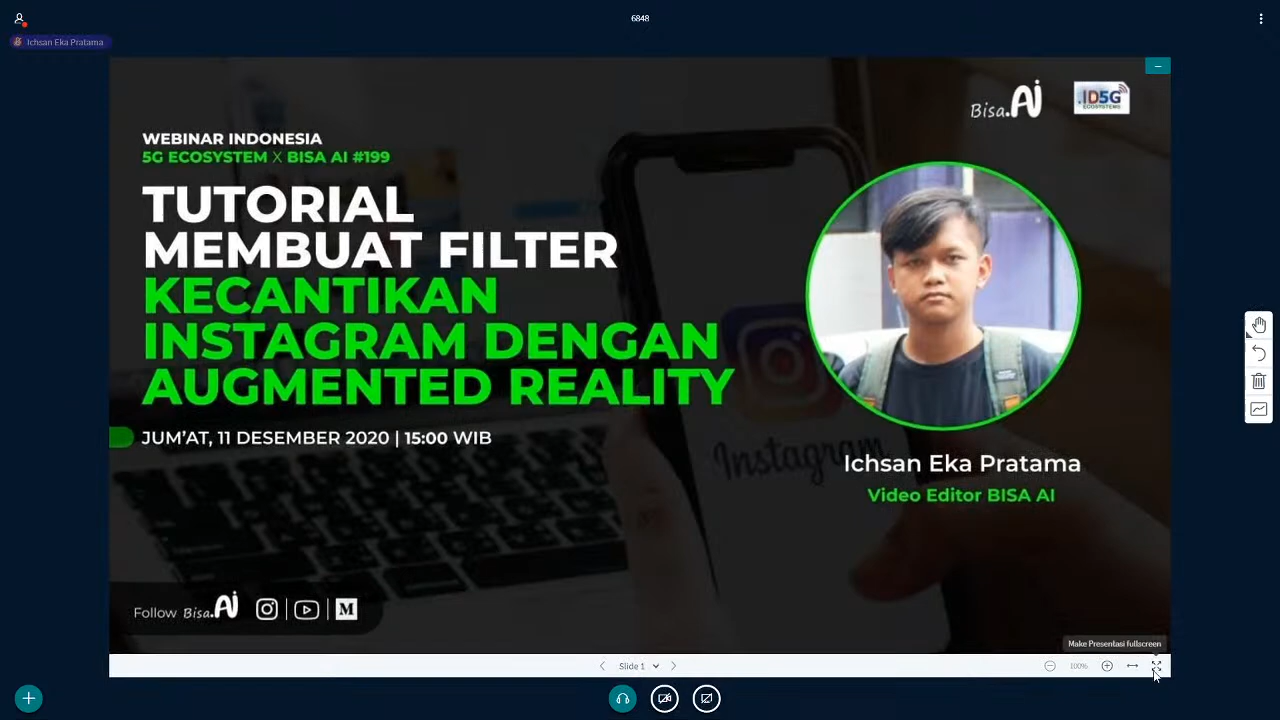 6848
Ichsan Eka Pratama
Bisa.AI
.ID5G
ECOSYSTEMS
WEBINAR INDONESIA
5G ECOSYSTEM X BISA AI #199
TUTORIAL
MEMBUAT FILTER
KECANTIKAN
INSTAGRAM DENGAN
AUGMENTED REALITY
JUM'AT, 11 DESEMBER 2020 | 15:00 WIB
Instagram
Ichsan Eka Pratama
Video Editor BISA AI
Follow Bisa.AI
M
Make Presentasi fullscreen
Slide 1
100%